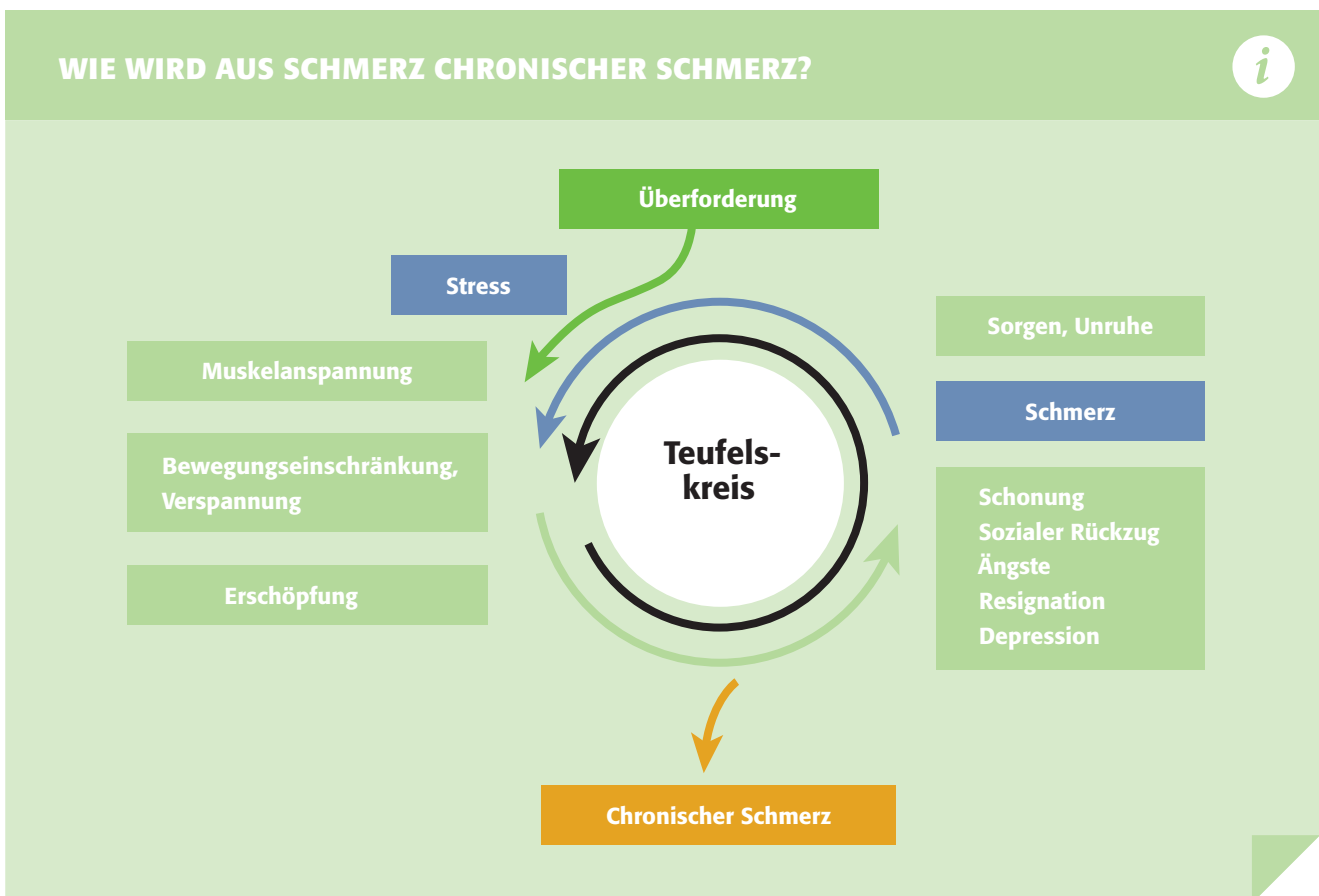 WIE WIRD AUS SCHMERZ CHRONISCHER SCHMERZ?
i
Überforderung
Stress
Muskelanspannung
Bewegungseinschränkung,
Verspannung
Erschöpfung
Teufels-
kreis
Sorgen, Unruhe
Schmerz
Schonung
Sozialer Rückzug
Ängste
Resignation
Depression
Chronischer Schmerz